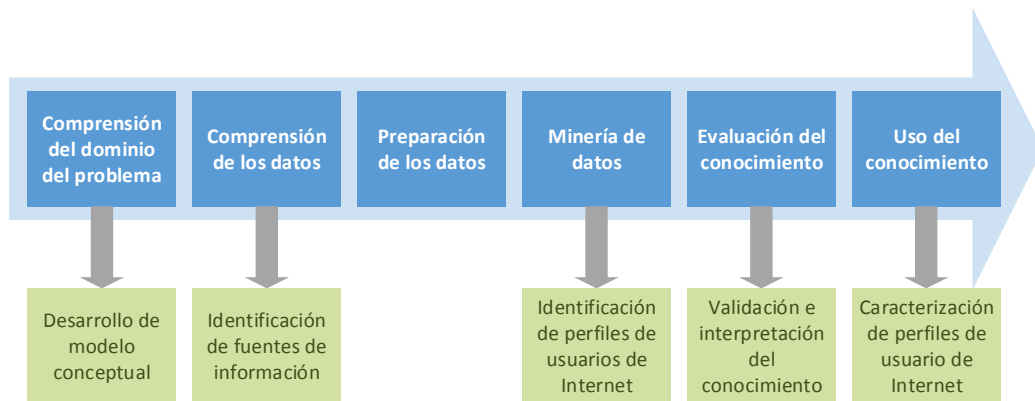 Comprensión
del dominio
del problema
Comprensión
de los datos
Preparación
de los datos
Minería de
datos
Evaluación del
conocimiento
Uso del
conocimiento
Desarrollo de
modelo
conceptual
Identificación
de fuentes de
información
Identificación
de perfiles de
usuarios de
Internet
Validación e
interpretación
del
conocimiento
Caracterización
de perfiles de
usuario de
Internet